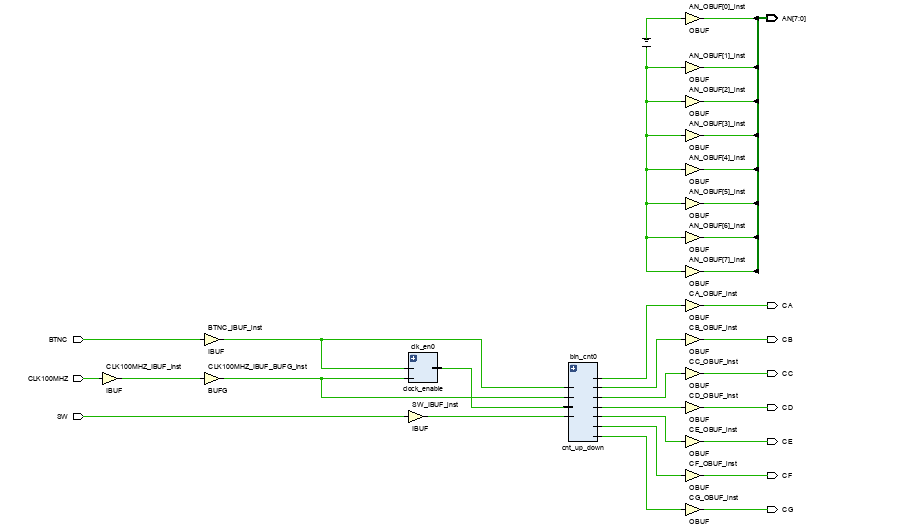 AN_OBUF[0]_inst
AN[7:0]
OBUF
AN_OBUF[1]_inst
OBUF
AN_OBUF[2]_inst
OBUF
AN_OBUF[3]_inst
OBUF
AN_OBUF[4]_inst
OBUF
AN_OBUF[5]_inst
OBUF
AN_OBUF[6]_inst
OBUF
AN_OBUF[7]_inst
OBUF
CA_OBUF_inst
CA
OBUF
BTNC_IBUF_inst
CB_OBUF_inst
BTNC
CB
IBUF
OBUF
clk_en0
bin_cnt0
CC_OBUF_inst
CLK100MHZ_IBUF_inst
CLK100MHZ_IBUF_BUFG_inst
CLK100MHZ
CC
IBUF
BUFG
clock_enable
OBUF
CD_OBUF_inst
SW_IBUF_inst
CD
SW
IBUF
OBUF
CE_OBUF_inst
CE
cnt_up_down
OBUF
CF_OBUF_inst
CF
OBUF
CG_OBUF_inst
CG
OBUF